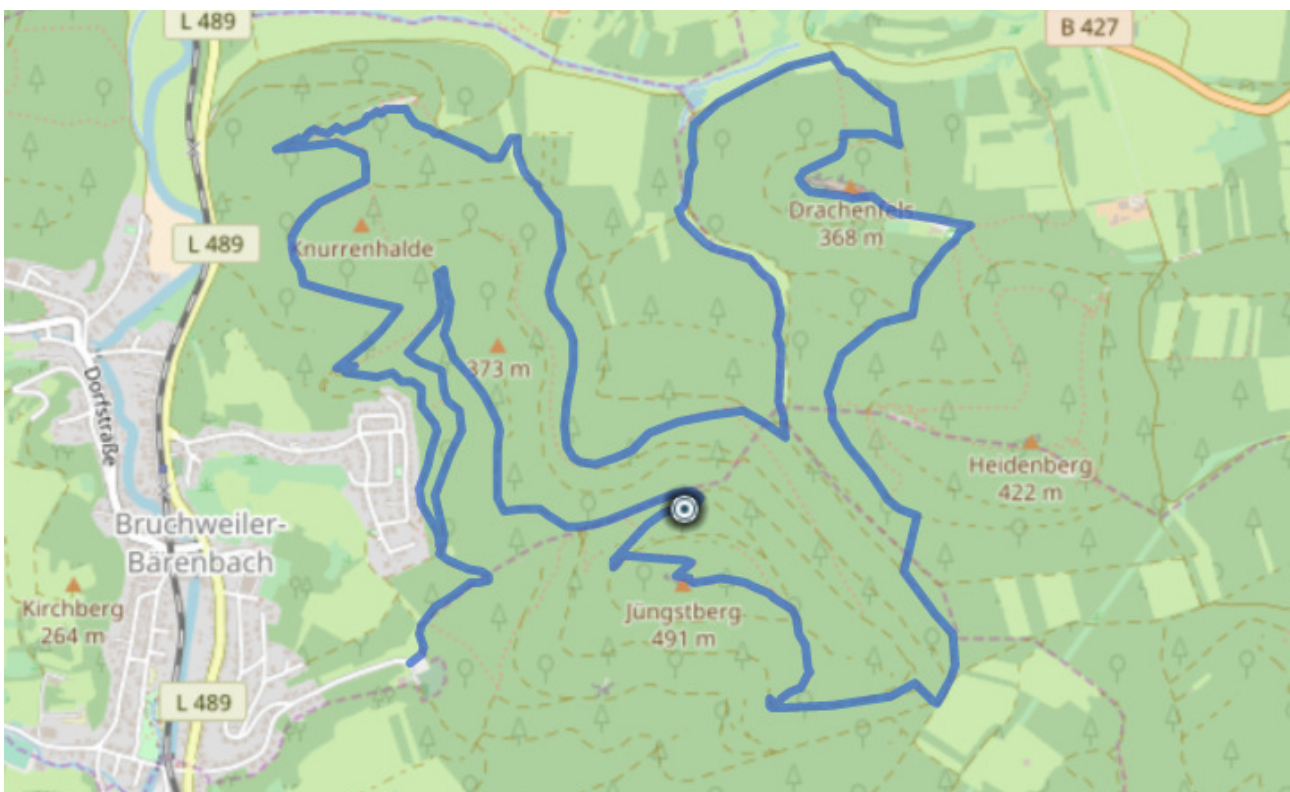 L 489
B 427
Drachenfels
368 m
L 489
Knurrenhalde
373 m
Dorfstraße
Heidenberg
422 m
Bruchweiler-
Bärenbach
Kirchberg
264 m
Jüngstberg
491 m
L 489